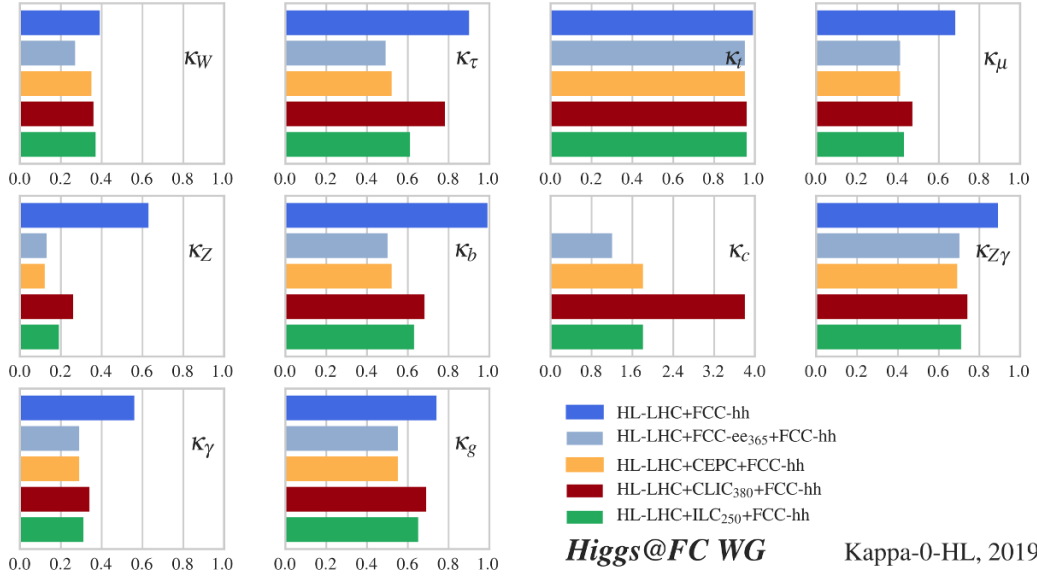 κW
0.0 0.2 0.4 0.6 0.8 1.0
κτ
0.0 0.2 0.4 0.6 0.8 1.0
κt
0.0 0.2 0.4 0.6 0.8 1.0
κμ
0.0 0.2 0.4 0.6 0.8 1.0
κZ
0.0 0.2 0.4 0.6 0.8 1.0
κb
0.0 0.2 0.4 0.6 0.8 1.0
κc
0.0 0.8 1.6 2.4 3.2 4.0
κZγ
0.0 0.2 0.4 0.6 0.8 1.0
κγ
0.0 0.2 0.4 0.6 0.8 1.0
κg
0.0 0.2 0.4 0.6 0.8 1.0
HL-LHC+FCC-hh
HL-LHC+FCC-ee₃₆₅+FCC-hh
HL-LHC+CEPC+FCC-hh
HL-LHC+CLIC₃₈₀+FCC-hh
HL-LHC+ILC₂₅₀+FCC-hh
Higgs@FC WG
Kappa-0-HL, 2019